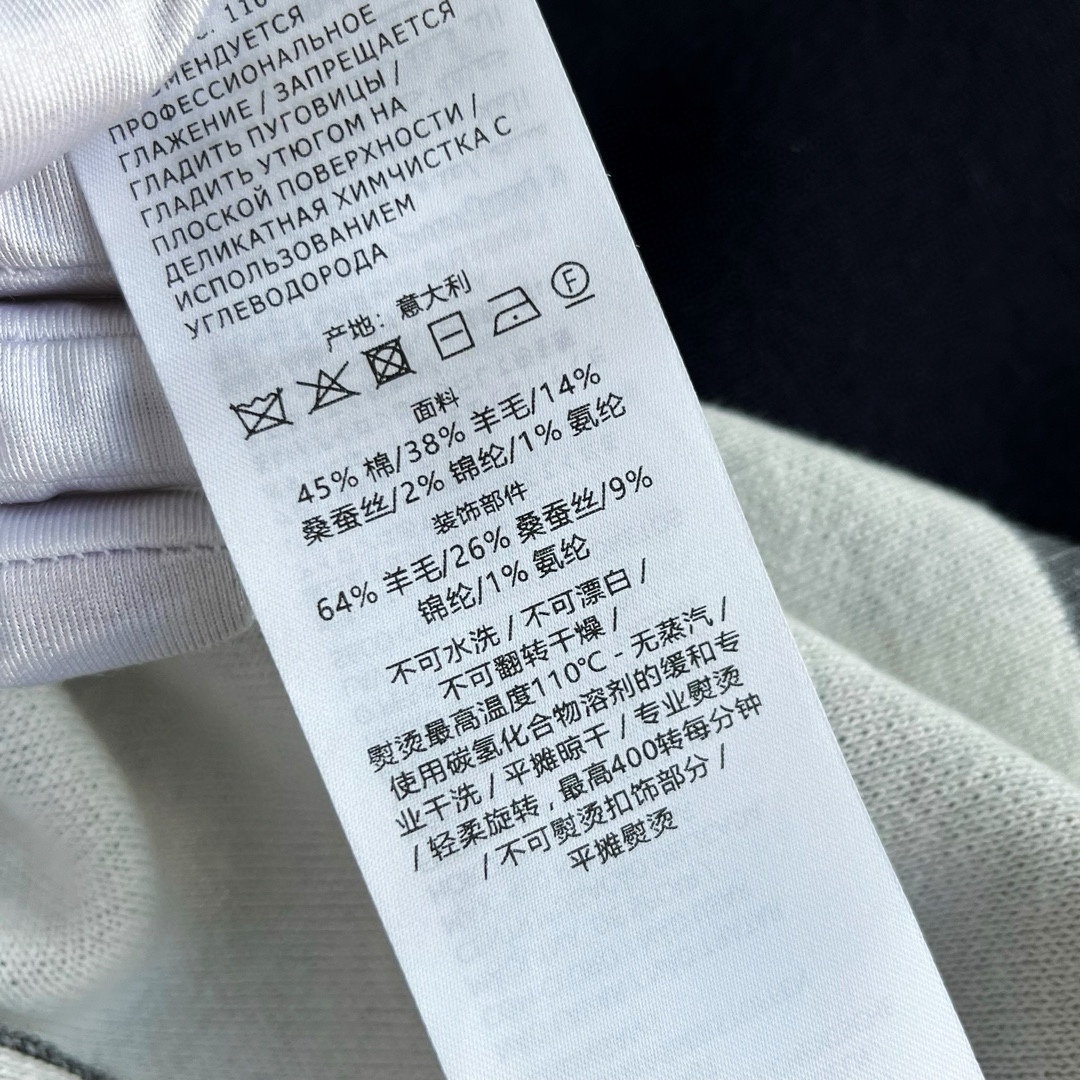 ПРОФЕССИОНАЛЬНОЕ
ГЛАЖЕНИЕ / ЗАПРЕЩАЕТСЯ
ГЛАДИТЬ ПУГОВИЦЫ /
ГЛАДИТЬ УТЮГОМ НА
ПЛОСКОЙ ПОВЕРХНОСТИ /
ДЕЛИКАТНАЯ ХИМЧИСТКА С
ИСПОЛЬЗОВАНИЕМ
УГЛЕВОДОРОДА
产地：意大利
F
面料
45% 棉/38% 羊毛/14%
桑蚕丝/2% 锦纶/1% 氨纶
装饰部件
64% 羊毛/26% 桑蚕丝/9%
锦纶/1% 氨纶
不可水洗 / 不可漂白 /
不可翻转干燥 /
熨烫最高温度110℃ - 无蒸汽 /
使用碳氢化合物溶剂的缓和专
业干洗 / 平摊晾干 / 专业熨烫
/ 轻柔旋转，最高400转每分钟
/ 不可熨烫扣饰部分 /
平摊熨烫